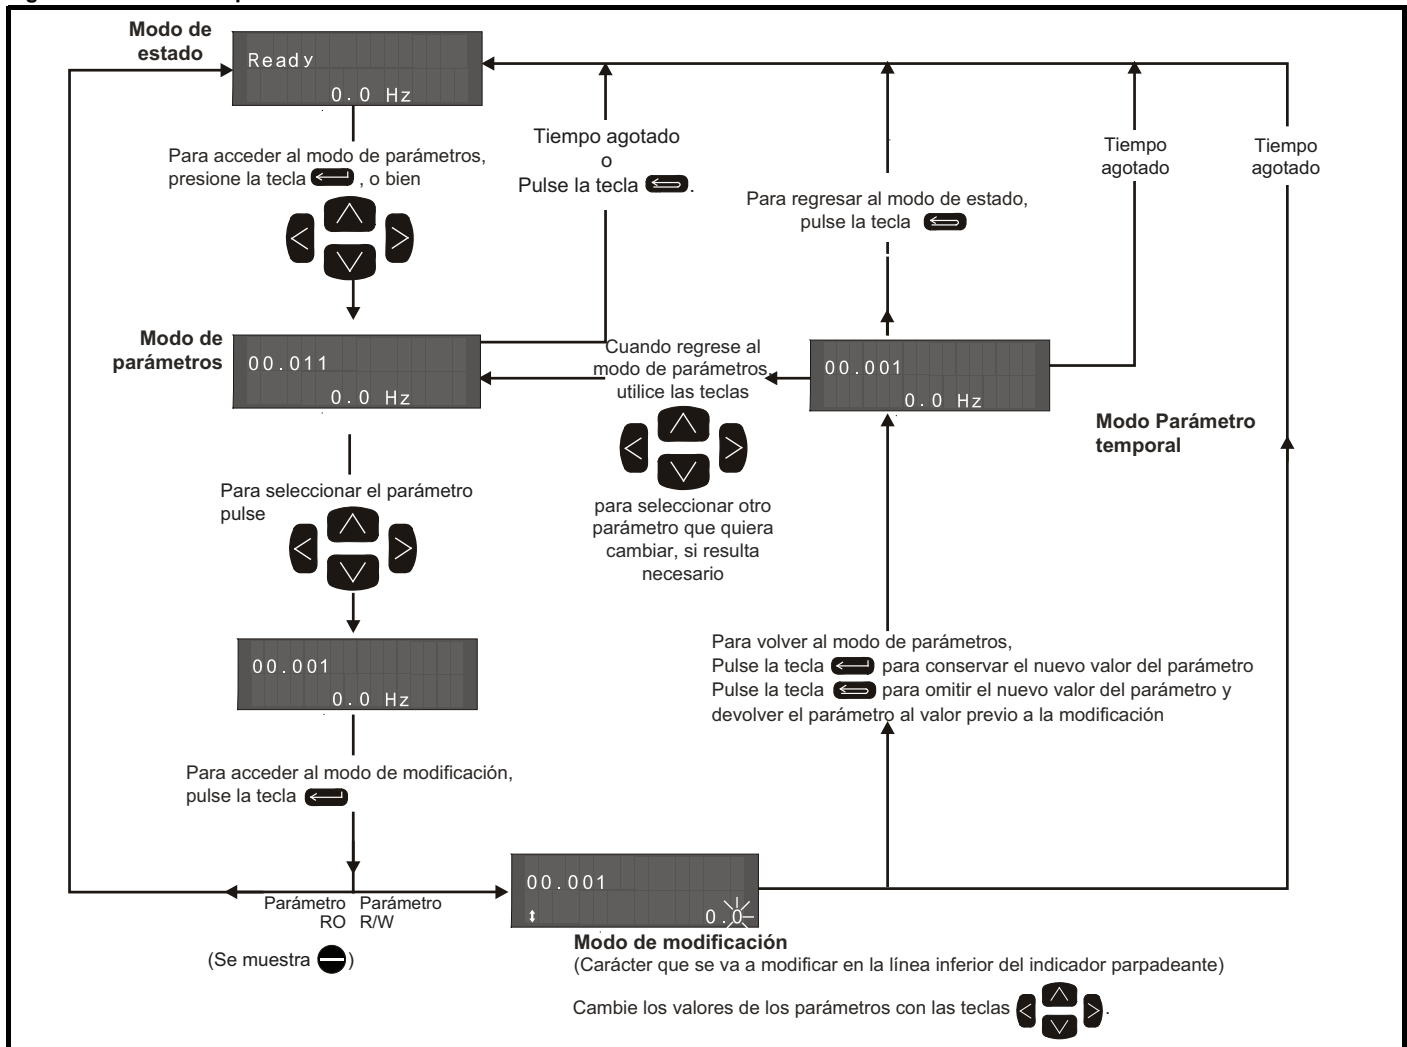 Modo de
estado
Ready
0.0 Hz
Para acceder al modo de parámetros,
presione la tecla , o bien
Tiempo agotado
o
Pulse la tecla .
Para regresar al modo de estado,
pulse la tecla
Tiempo
agotado
Tiempo
agotado
Modo de
parámetros
00.011
0.0 Hz
Cuando regrese al
modo de parámetros,
utilice las teclas
para seleccionar otro
parámetro que quiera
cambiar, si resulta
necesario
00.001
0.0 Hz
Modo Parámetro
temporal
Para seleccionar el parámetro
pulse
00.001
0.0 Hz
Para volver al modo de parámetros,
Pulse la tecla para conservar el nuevo valor del parámetro
Pulse la tecla para omitir el nuevo valor del parámetro y
devolver el parámetro al valor previo a la modificación
Para acceder al modo de modificación,
pulse la tecla
Parámetro
RO
Parámetro
R/W
(Se muestra )
00.001
0.0
Modo de modificación
(Carácter que se va a modificar en la línea inferior del indicador parpadeante)
Cambie los valores de los parámetros con las teclas .